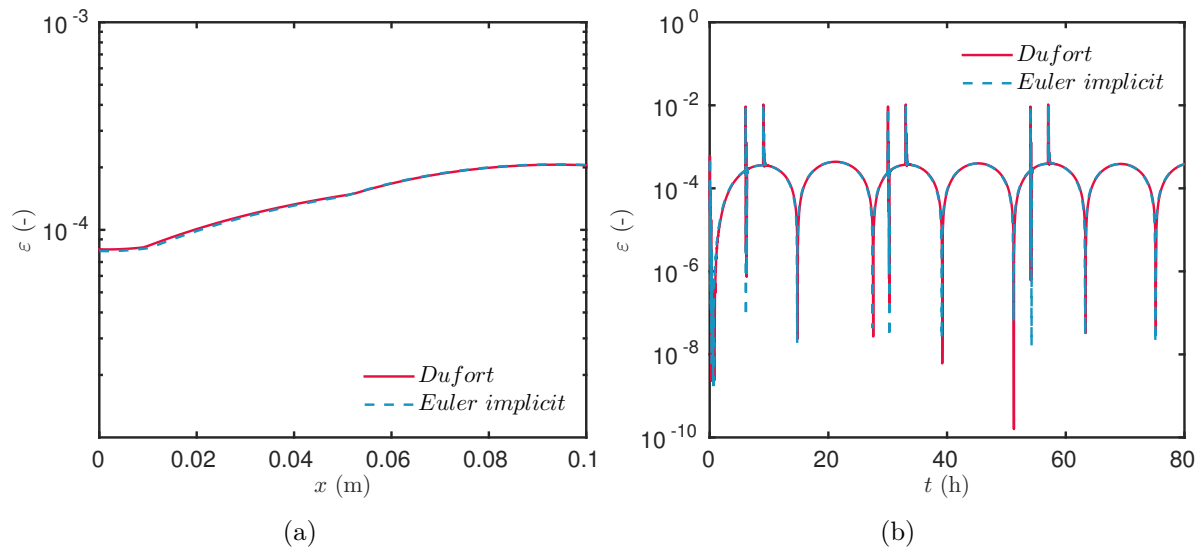 10^-3
10^-4
ε (-)
Dufort
Euler implicit
0 0.02 0.04 0.06 0.08 0.1
x (m)
(a)
10^0
10^-2
10^-4
10^-6
10^-8
10^-10
ε (-)
Dufort
Euler implicit
0 20 40 60 80
t (h)
(b)